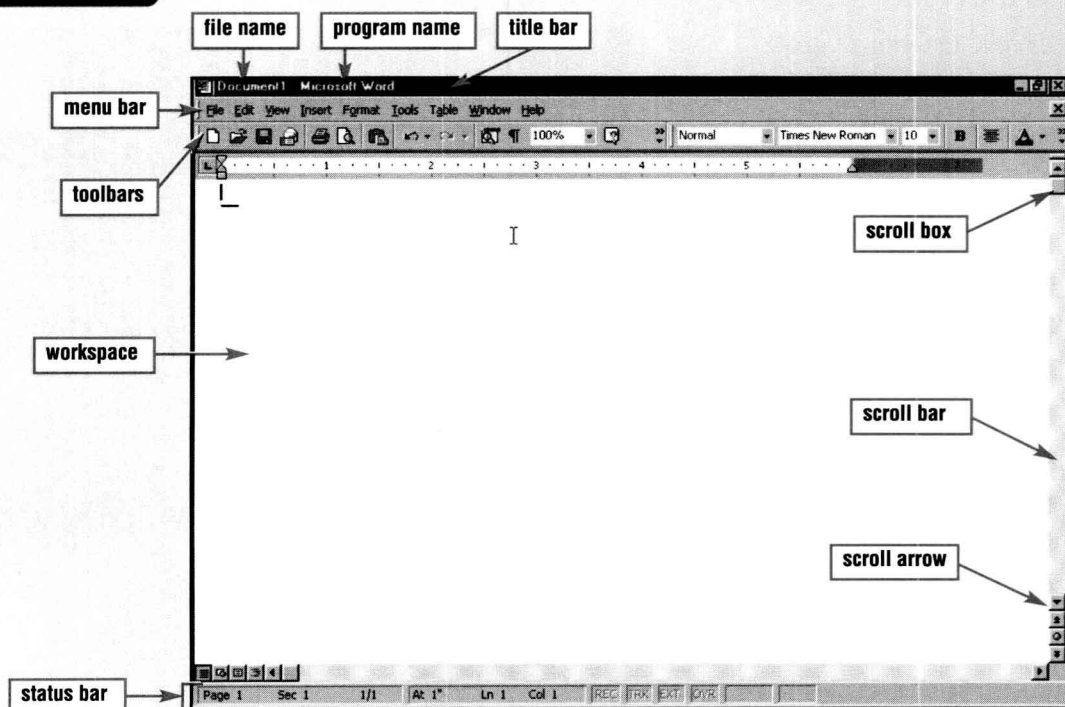 file name program name title bar
Document1 - Microsoft Word
menu bar
File Edit View Insert Format Tools Table Window Help
100% Normal Times New Roman 10 B A
toolbars
1 2 3 4 5 7
scroll box
workspace
scroll bar
scroll arrow
status bar
Page 1 Sec 1 1/1 At 1" Ln 1 Col 1 REC TRK EXT OVR